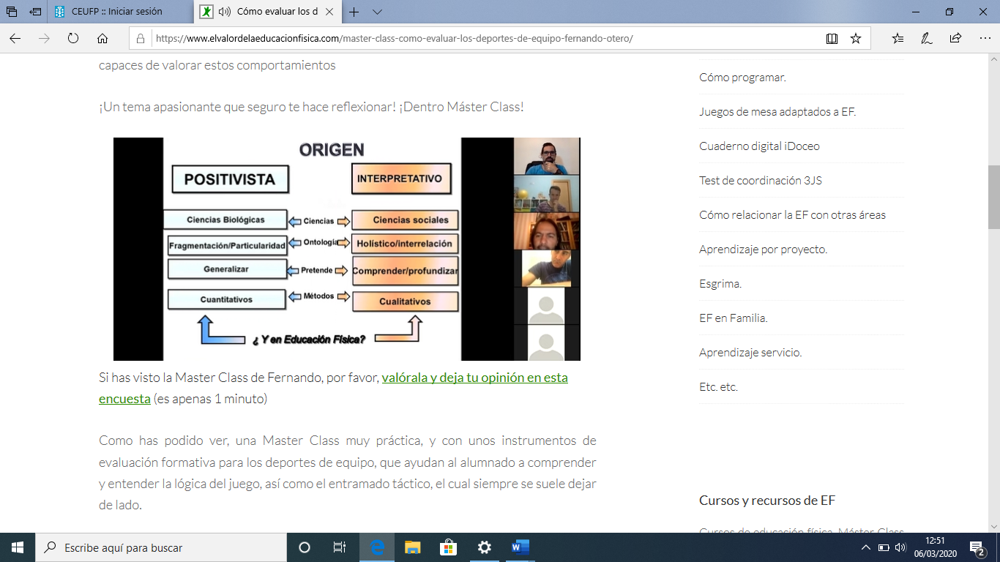 CEUFP :: Iniciar sesión
Cómo evaluar los d
https://www.elvalordelaeducacionfisica.com/master-class-como-evaluar-los-deportes-de-equipo-fernando-otero/
capaces de valorar estos comportamientos
¡Un tema apasionante que seguro te hace reflexionar! ¡Dentro Máster Class!
ORIGEN
POSITIVISTA
INTERPRETATIVO
Ciencias Biológicas
Ciencias
Ciencias sociales
Fragmentación/Particularidad
Ontología
Holístico/interrelación
Generalizar
Pretende
Comprender/profundizar
Cuantitativos
Métodos
Cualitativos
¿ Y en Educación Física?
Si has visto la Master Class de Fernando, por favor, valórala y deja tu opinión en esta
encuesta (es apenas 1 minuto)
Como has podido ver, una Master Class muy práctica, y con unos instrumentos de
evaluación formativa para los deportes de equipo, que ayudan al alumnado a comprender
y entender la lógica del juego, así como el entramado táctico, el cual siempre se suele dejar
de lado.
Cómo programar.
Juegos de mesa adaptados a EF.
Cuaderno digital iDoceo
Test de coordinación 3JS
Cómo relacionar la EF con otras áreas
Aprendizaje por proyecto.
Esgrima.
EF en Familia.
Aprendizaje servicio.
Etc. etc.
Cursos y recursos de EF
Cursos de educación física, Máster Class
Escribe aquí para buscar
12:51
06/03/2020
2